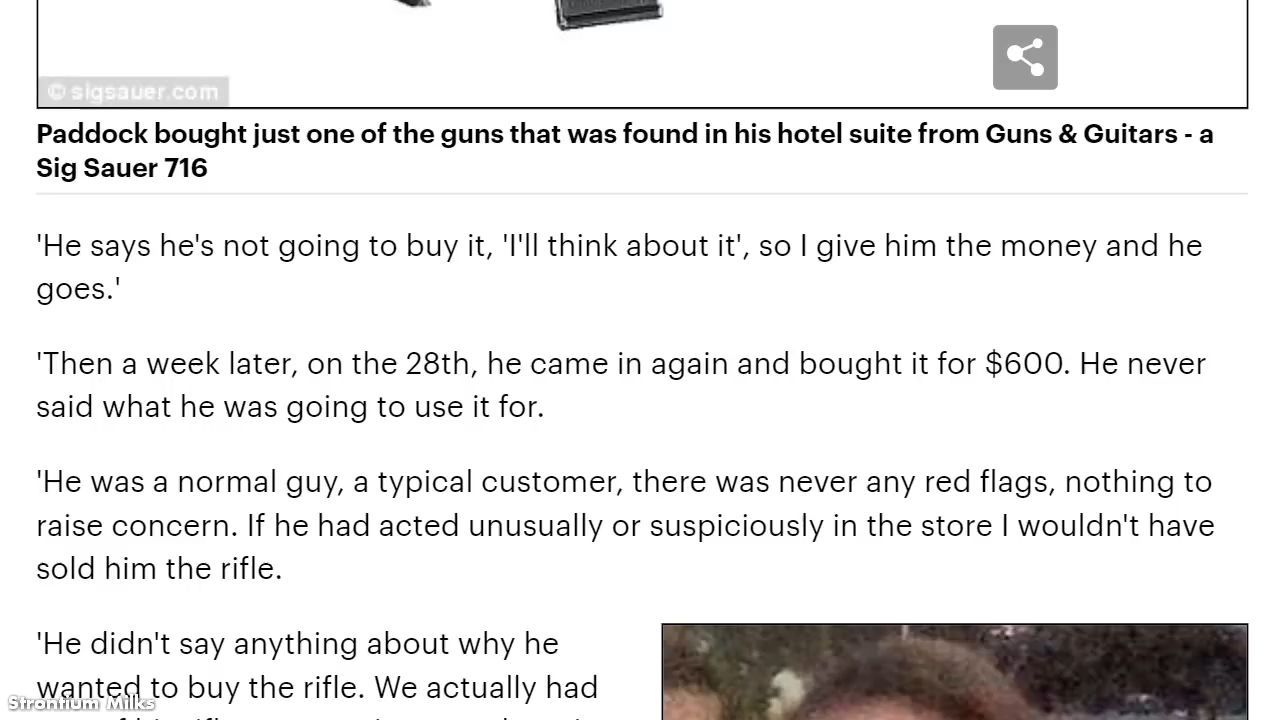 © sigsauer.com
Paddock bought just one of the guns that was found in his hotel suite from Guns & Guitars - a
Sig Sauer 716
'He says he's not going to buy it, 'I'll think about it', so I give him the money and he
goes.'
'Then a week later, on the 28th, he came in again and bought it for $600. He never
said what he was going to use it for.
'He was a normal guy, a typical customer, there was never any red flags, nothing to
raise concern. If he had acted unusually or suspiciously in the store I wouldn't have
sold him the rifle.
'He didn't say anything about why he
wanted to buy the rifle. We actually had
Strontium Milks